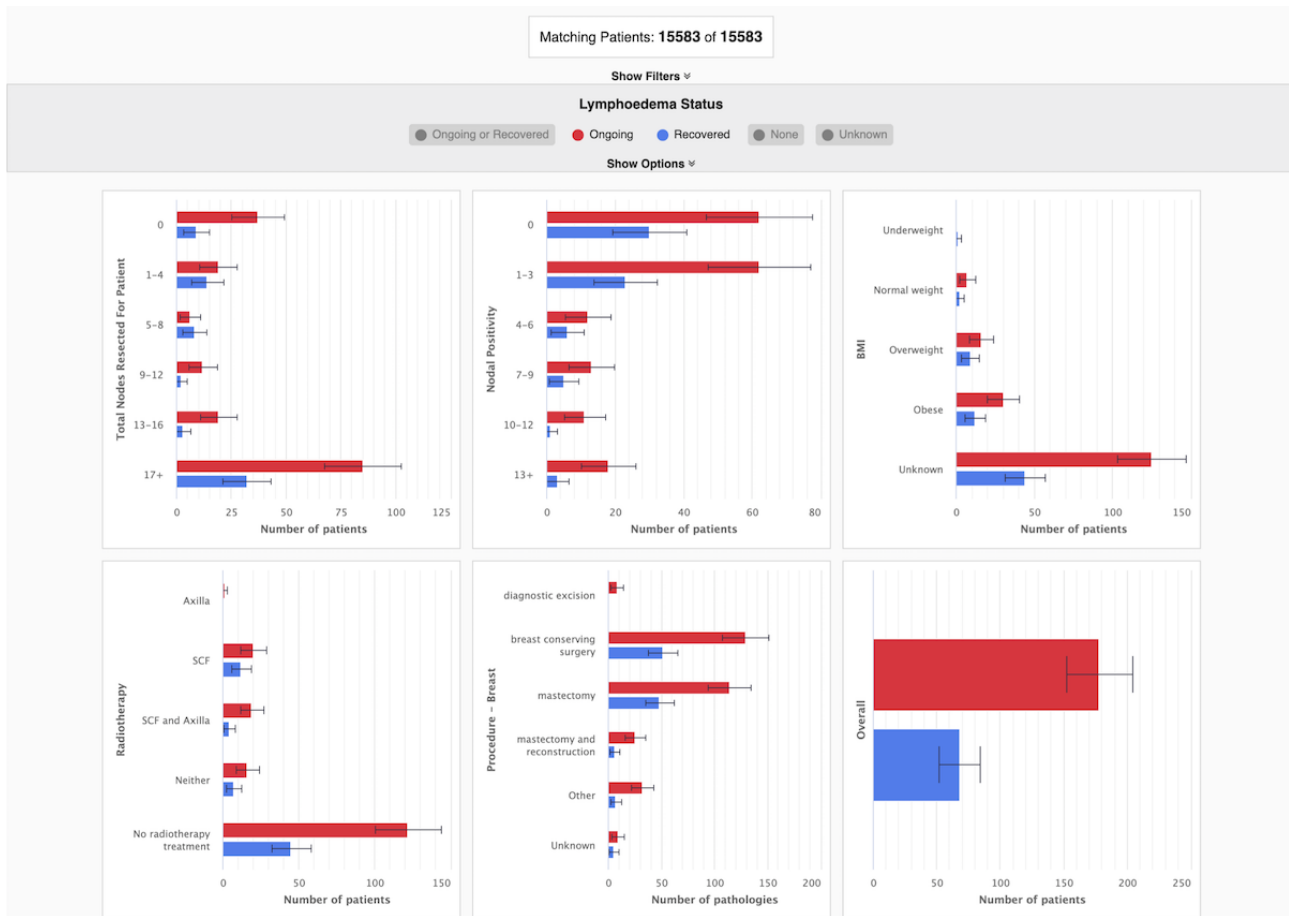 Matching Patients: 15583 of 15583
Show Filters
Lymphoedema Status
Ongoing or Recovered Ongoing Recovered None Unknown
Show Options
Total Nodes Resected For Patient
0
1–4
5–8
9–12
13–16
17+
0 25 50 75 100 125
Number of patients
Nodal Positivity
0
1–3
4–6
7–9
10–12
13+
0 20 40 60 80
Number of patients
BMI
Underweight
Normal weight
Overweight
Obese
Unknown
0 50 100 150
Number of patients
Radiotherapy
Axilla
SCF
SCF and Axilla
Neither
No radiotherapy
treatment
0 50 100 150
Number of patients
Procedure – Breast
diagnostic excision
breast conserving
surgery
mastectomy
mastectomy and
reconstruction
Other
Unknown
0 50 100 150 200
Number of pathologies
Overall
0 50 100 150 200 250
Number of patients